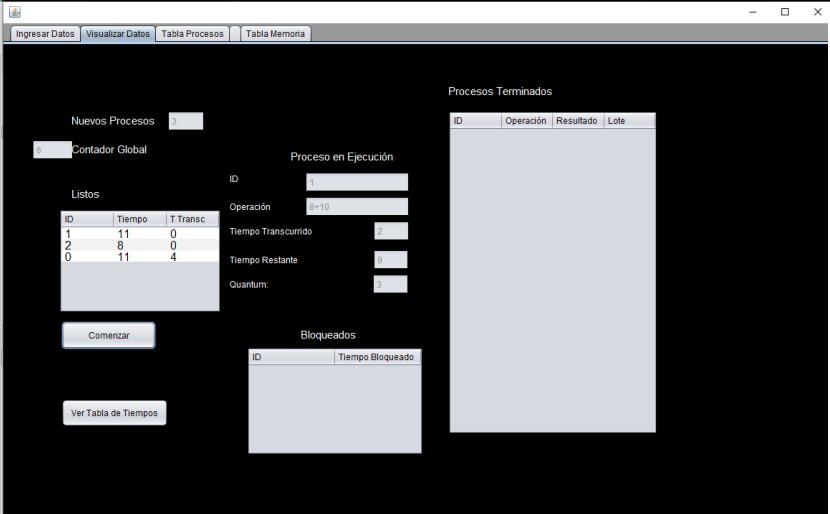 Ingresar Datos Visualizar Datos Tabla Procesos Tabla Memoria
Procesos Terminados
Nuevos Procesos 3
6 Contador Global
ID Operación Resultado Lote
Proceso en Ejecución
ID 1
Listos
Operación 8+10
ID Tiempo T Transc
1 11 0
2 8 0
0 11 4
Tiempo Transcurrido 2
Tiempo Restante 9
Quantum: 3
Comenzar
Bloqueados
ID Tiempo Bloqueado
Ver Tabla de Tiempos